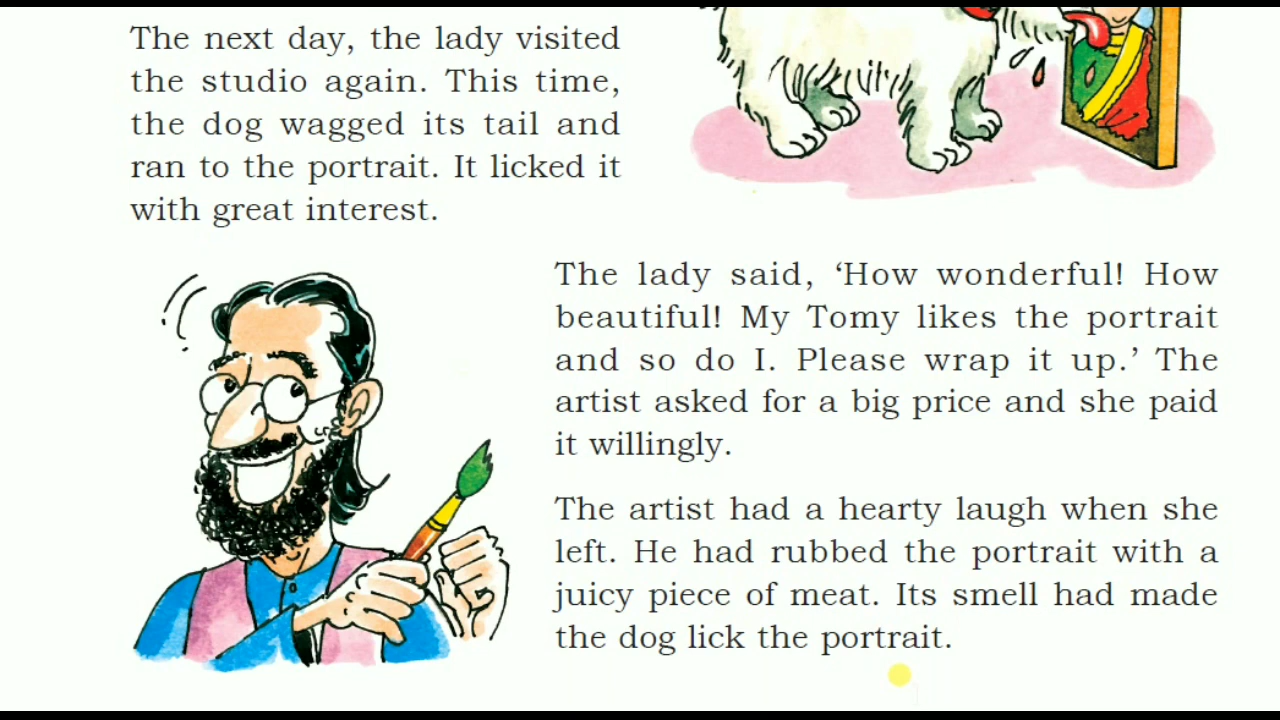 The next day, the lady visited
the studio again. This time,
the dog wagged its tail and
ran to the portrait. It licked it
with great interest.
The lady said, ‘How wonderful! How
beautiful! My Tomy likes the portrait
and so do I. Please wrap it up.’ The
artist asked for a big price and she paid
it willingly.
The artist had a hearty laugh when she
left. He had rubbed the portrait with a
juicy piece of meat. Its smell had made
the dog lick the portrait.